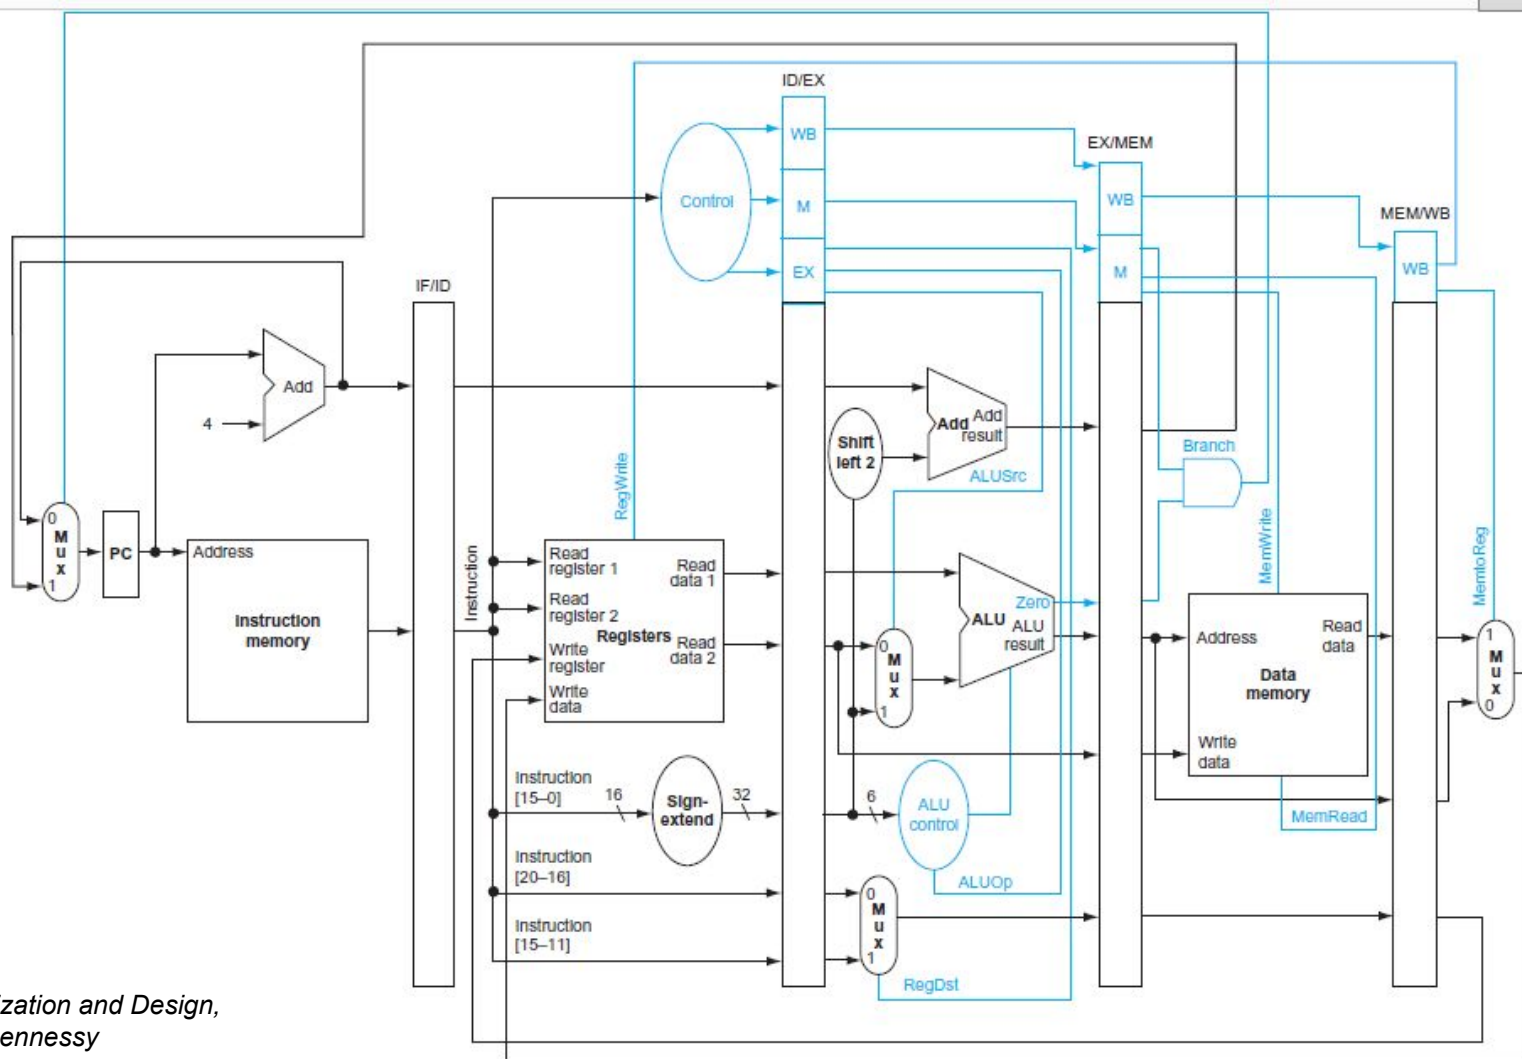 ID/EX
WB
EX/MEM
Control
WB
M
MEM/WB
M
EX
WB
IF/ID
Add
4
Add
Add
result
Shift
left 2
Branch
ALUSrc
RegWrite
MemWrite
MemtoReg
0
M
u
x
1
PC
Address
Instruction
memory
Instruction
Read
register 1
Read
data 1
Read
register 2
Registers
Write
register
Read
data 2
Write
data
0
M
u
x
1
Zero
ALU
ALU
result
Address
Read
data
Data
memory
Write
data
1
M
u
x
0
Instruction
[15–0]
16
Sign-
extend
32
6
ALU
control
MemRead
Instruction
[20–16]
ALUOp
0
M
u
x
1
Instruction
[15–11]
RegDst
zation and Design,
ennessy